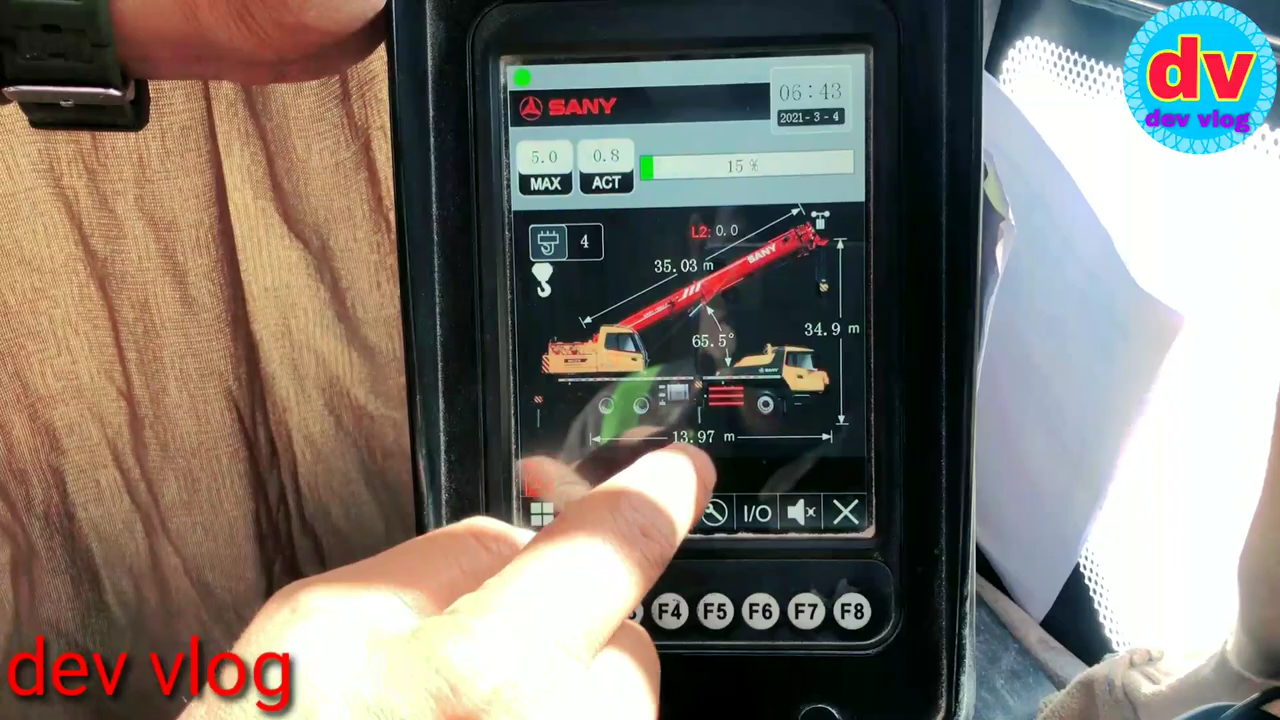 SANY
06:43
2021-3-4
5.0
MAX
0.8
ACT
15%
4
L2: 0.0
35.03 m
SANY
65.5°
34.9 m
SANY
13.97 m
I/O
F4 F5 F6 F7 F8
dv
dev vlog
dev vlog